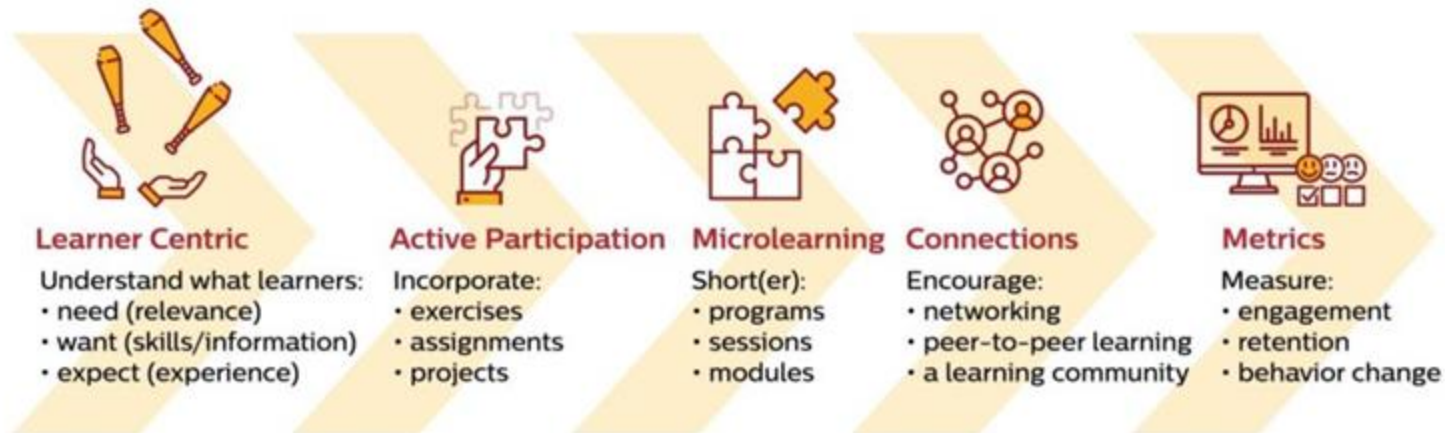 Learner Centric
Understand what learners:
• need (relevance)
• want (skills/information)
• expect (experience)
Active Participation
Incorporate:
• exercises
• assignments
• projects
Microlearning
Short(er):
• programs
• sessions
• modules
Connections
Encourage:
• networking
• peer-to-peer learning
• a learning community
Metrics
Measure:
• engagement
• retention
• behavior change